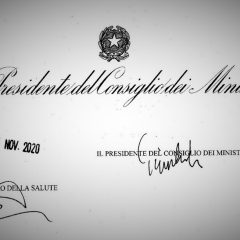 Presidente del Consiglio dei Mini
NOV. 2020
IL PRESIDENTE DEL CONSIGLIO DEI MINIST
O DELLA SALUTE